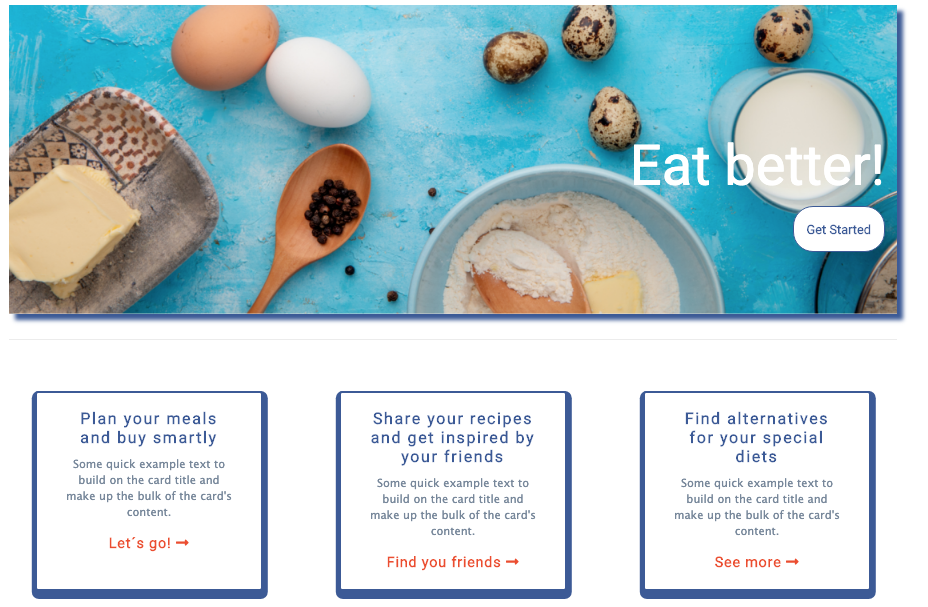 Eat better!
Get Started
Plan your meals
and buy smartly
Some quick example text to
build on the card title and
make up the bulk of the card's
content.
Let´s go! ➞
Share your recipes
and get inspired by
your friends
Some quick example text to
build on the card title and
make up the bulk of the card's
content.
Find you friends ➞
Find alternatives
for your special
diets
Some quick example text to
build on the card title and
make up the bulk of the card's
content.
See more ➞